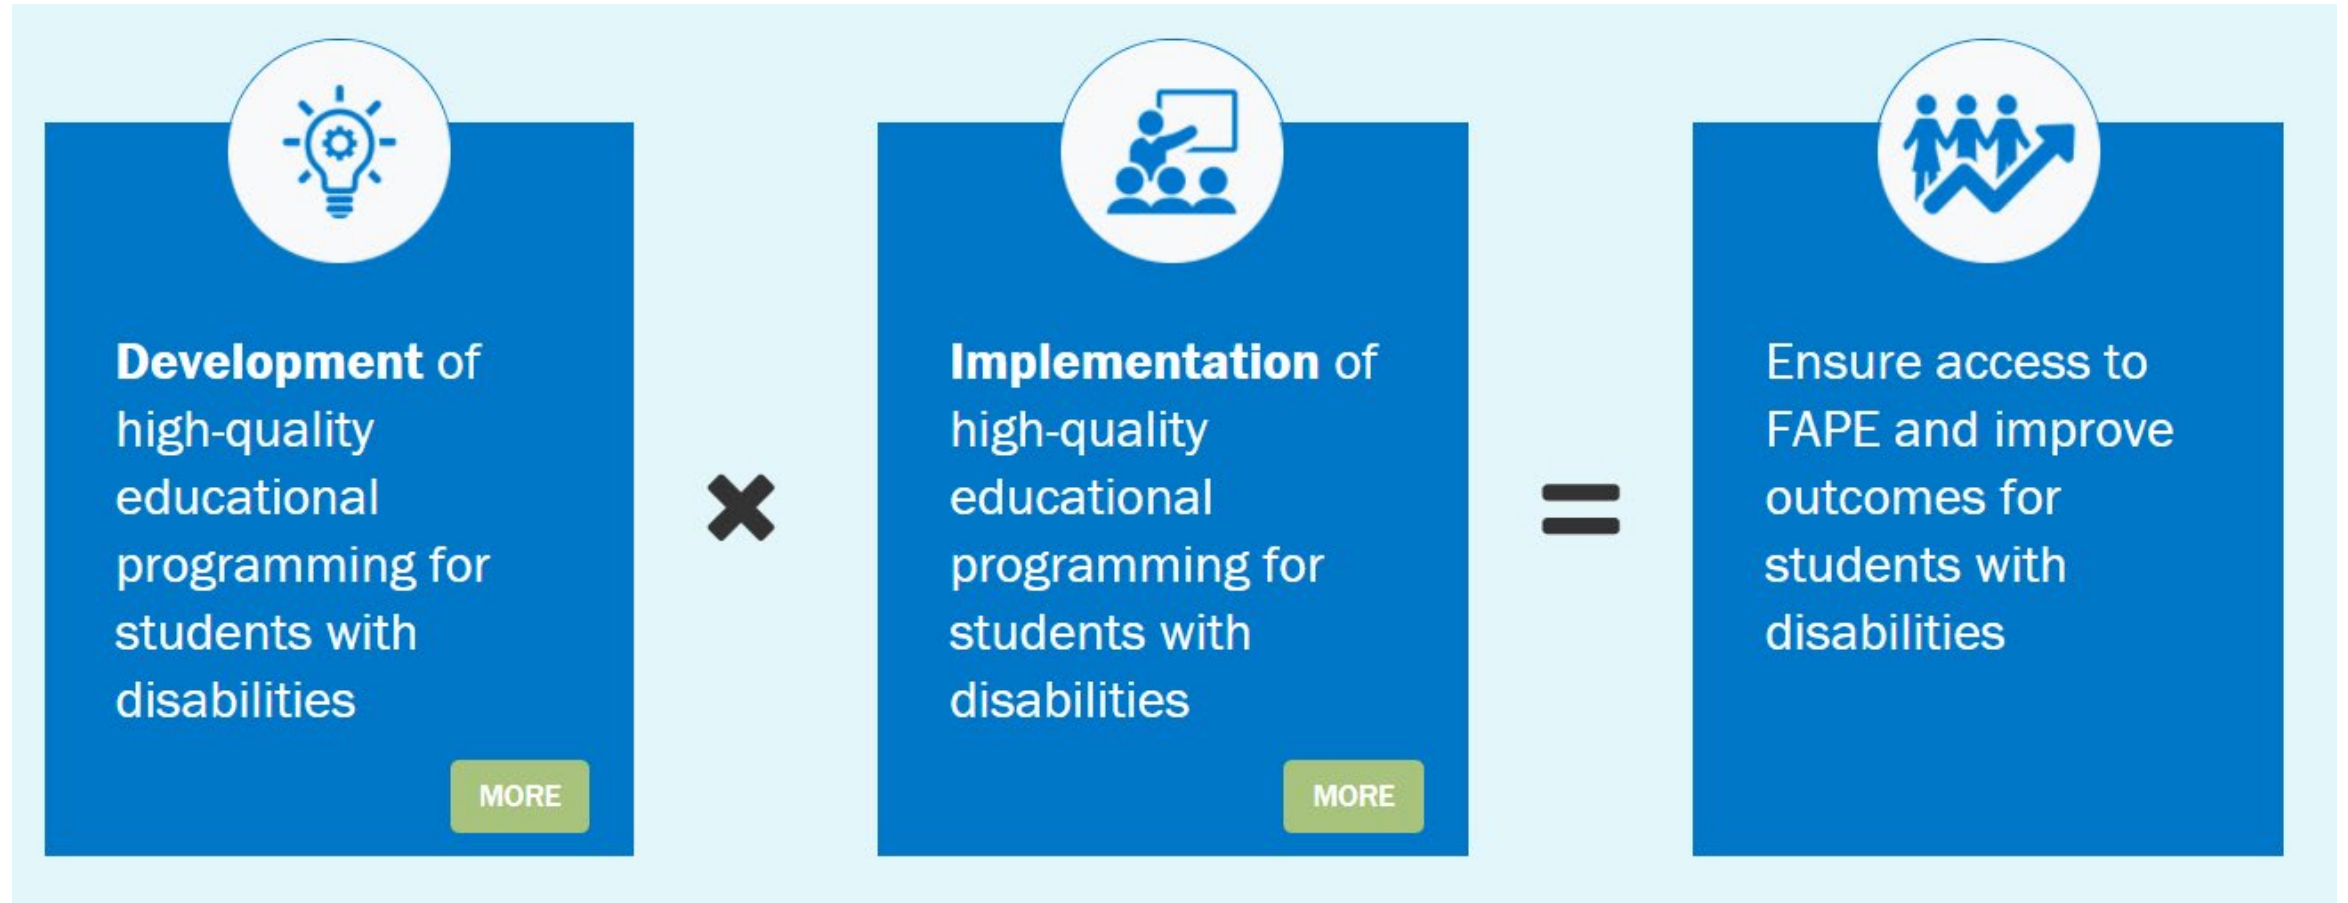 Development of
high-quality
educational
programming for
students with
disabilities
MORE
Implementation of
high-quality
educational
programming for
students with
disabilities
MORE
Ensure access to
FAPE and improve
outcomes for
students with
disabilities